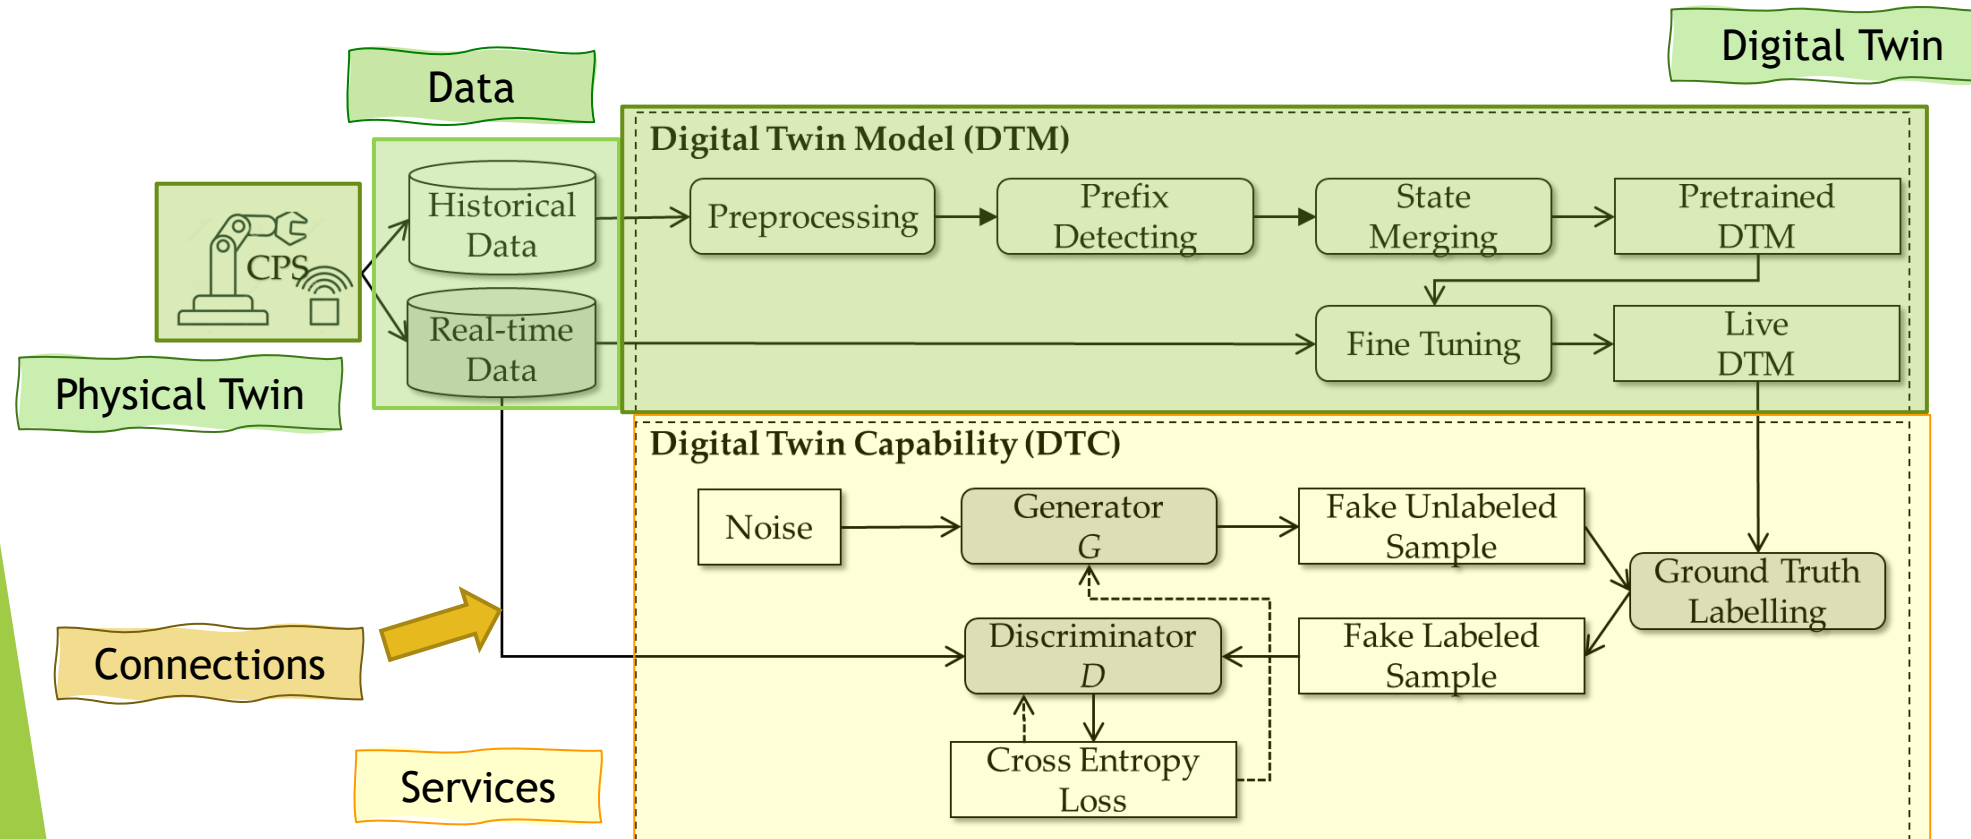 Digital Twin
Data
Digital Twin Model (DTM)
Historical
Data
Preprocessing
Prefix
Detecting
State
Merging
Pretrained
DTM
CPS
Real-time
Data
Fine Tuning
Live
DTM
Physical Twin
Digital Twin Capability (DTC)
Noise
Generator
G
Fake Unlabeled
Sample
Ground Truth
Labelling
Connections
Discriminator
D
Fake Labeled
Sample
Services
Cross Entropy
Loss